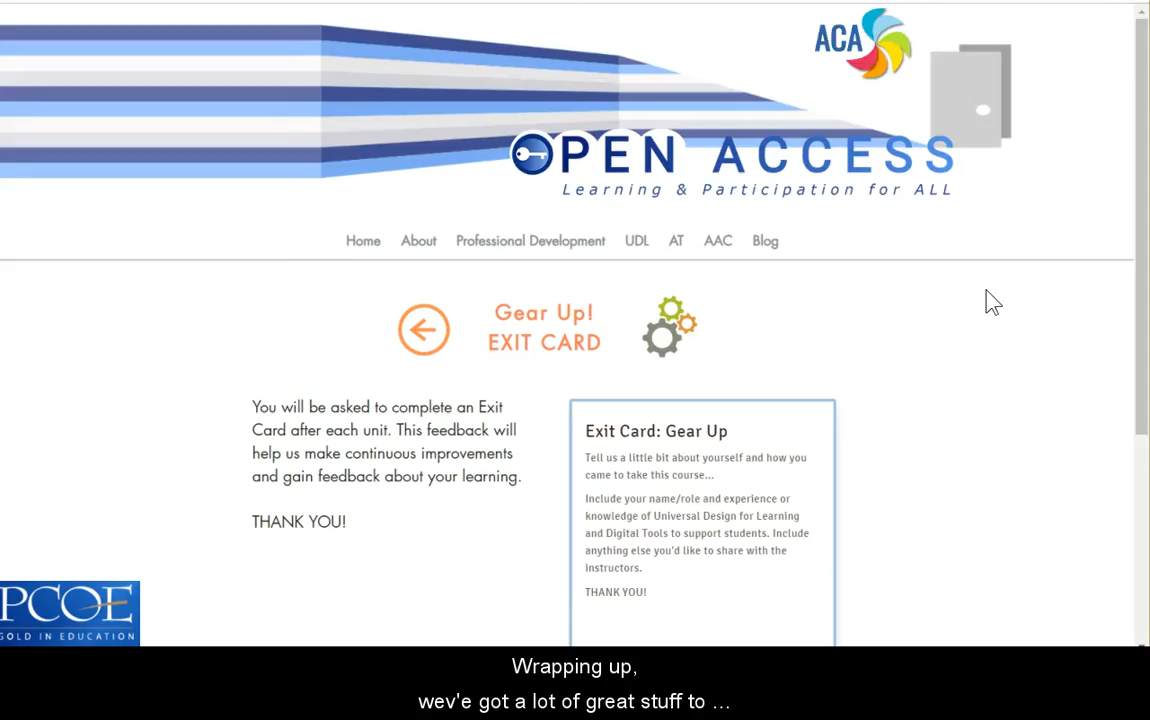 ACA
OPEN ACCESS
Learning & Participation for ALL
Home About Professional Development UDL AT AAC Blog
Gear Up!
EXIT CARD
You will be asked to complete an Exit
Card after each unit. This feedback will
help us make continuous improvements
and gain feedback about your learning.
THANK YOU!
Exit Card: Gear Up
Tell us a little bit about yourself and how you
came to take this course...
Include your name/role and experience or
knowledge of Universal Design for Learning
and Digital Tools to support students. Include
anything else you'd like to share with the
instructors.
THANK YOU!
PCOE
GOLD IN EDUCATION
Wrapping up,
wev'e got a lot of great stuff to ...